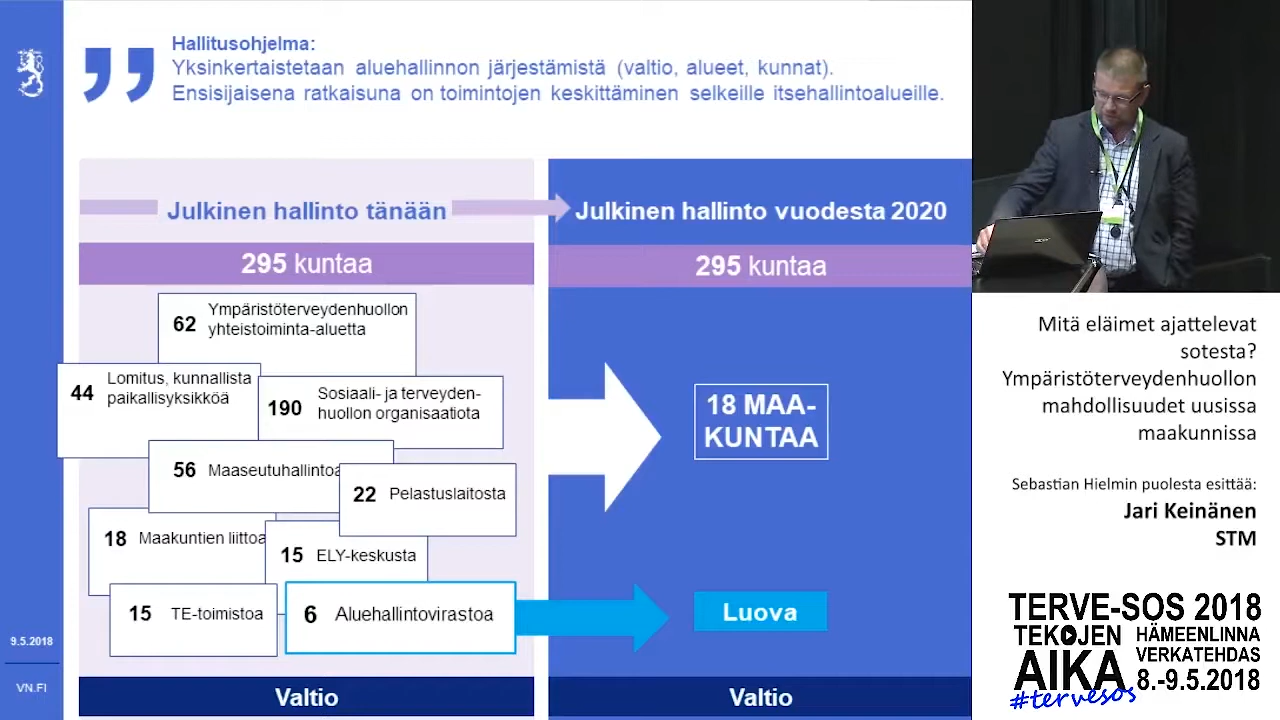 Hallitusohjelma:
Yksinkertaistetaan aluehallinnon järjestämistä (valtio, alueet, kunnat).
Ensisijaisena ratkaisuna on toimintojen keskittäminen selkeille itsehallintoalueille.
Julkinen hallinto tänään
Julkinen hallinto vuodesta 2020
295 kuntaa
295 kuntaa
62 Ympäristöterveydenhuollon
yhteistoiminta-aluetta
44 Lomitus, kunnallista
paikallisyksikköä
190 Sosiaali- ja terveyden-
huollon organisaatiota
56 Maaseutuhallintoa
22 Pelastuslaitosta
18 Maakuntien liittoa
15 ELY-keskusta
15 TE-toimistoa
6 Aluehallintovirastoa
18 MAA-
KUNTAA
Luova
Valtio
Valtio
9.5.2018
VN.FI
acer
Mitä eläimet ajattelevat
sotesta?
Ympäristöterveydenhuollon
mahdollisuudet uusissa
maakunnissa
Sebastian Hielmin puolesta esittää:
Jari Keinänen
STM
TERVE-SOS 2018
TEKOJEN
AIKA
HÄMEENLINNA
VERKATEHDAS
8.-9.5.2018
#tervesos